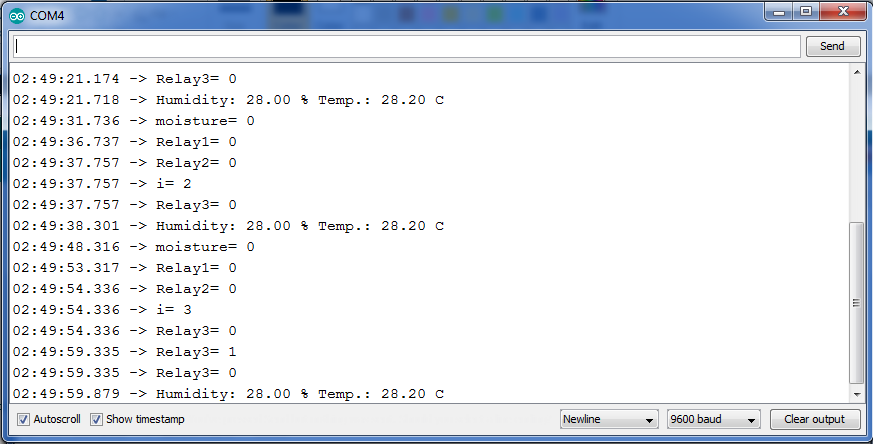 COM4
Send
02:49:21.174 -> Relay3= 0
02:49:21.718 -> Humidity: 28.00 % Temp.: 28.20 C
02:49:31.736 -> moisture= 0
02:49:36.737 -> Relay1= 0
02:49:37.757 -> Relay2= 0
02:49:37.757 -> i= 2
02:49:37.757 -> Relay3= 0
02:49:38.301 -> Humidity: 28.00 % Temp.: 28.20 C
02:49:48.316 -> moisture= 0
02:49:53.317 -> Relay1= 0
02:49:54.336 -> Relay2= 0
02:49:54.336 -> i= 3
02:49:54.336 -> Relay3= 0
02:49:59.335 -> Relay3= 1
02:49:59.335 -> Relay3= 0
02:49:59.879 -> Humidity: 28.00 % Temp.: 28.20 C
Autoscroll Show timestamp Newline 9600 baud Clear output